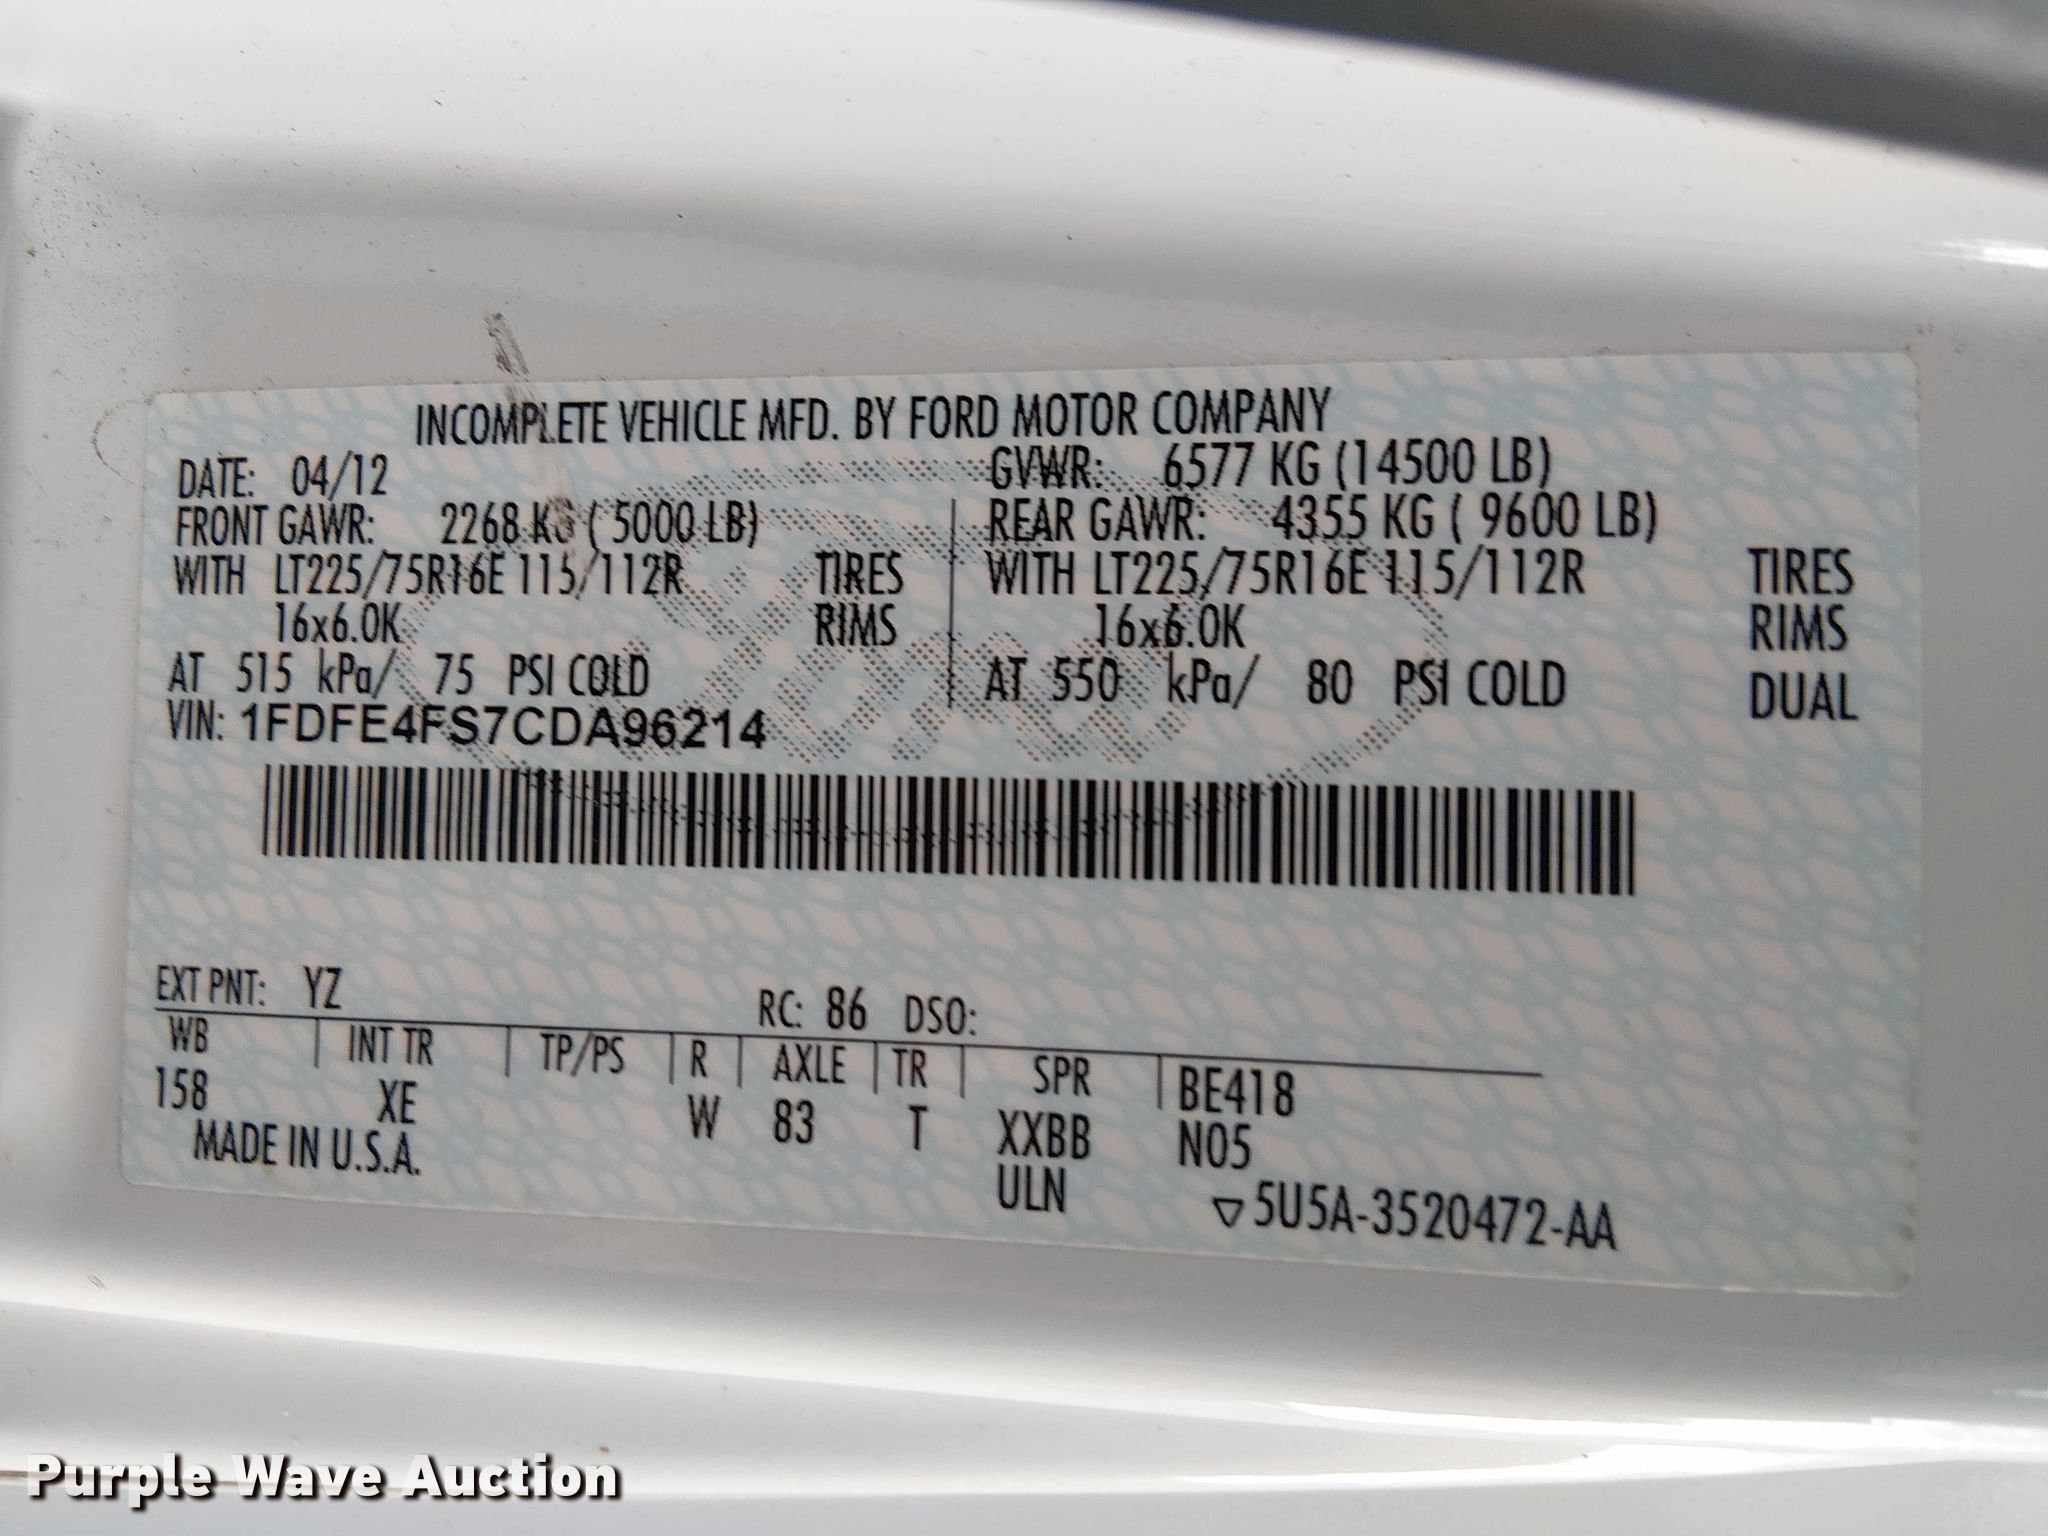 INCOMPLETE VEHICLE MFD. BY FORD MOTOR COMPANY
DATE: 04/12 GVWR: 6577 KG (14500 LB)
FRONT GAWR: 2268 KG ( 5000 LB) REAR GAWR: 4355 KG ( 9600 LB)
WITH LT225/75R16E 115/112R TIRES WITH LT225/75R16E 115/112R TIRES
16x6.0K RIMS 16x6.0K RIMS
AT 515 kPa/ 75 PSI COLD AT 550 kPa/ 80 PSI COLD DUAL
VIN: 1FDFE4FS7CDA96214
Ford
EXT PNT: YZ RC: 86 DSO:
WB INT TR TP/PS R AXLE TR SPR BE418
158 XE W 83 T XXBB N05
MADE IN U.S.A. ULN ▽5U5A-3520472-AA
Purple Wave Auction